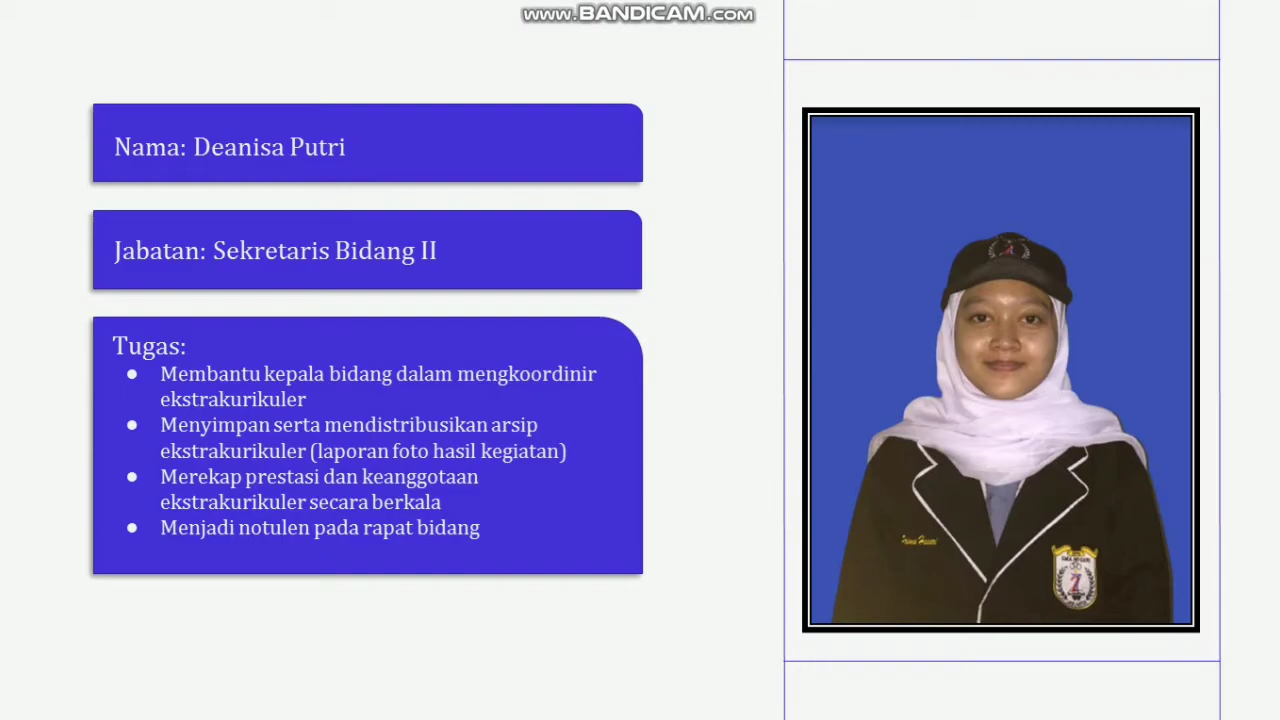 www.BANDICAM.com
Nama: Deanisa Putri
Jabatan: Sekretaris Bidang II
Tugas:
● Membantu kepala bidang dalam mengkoordinir
ekstrakurikuler
● Menyimpan serta mendistribusikan arsip
ekstrakurikuler (laporan foto hasil kegiatan)
● Merekap prestasi dan keanggotaan
ekstrakurikuler secara berkala
● Menjadi notulen pada rapat bidang